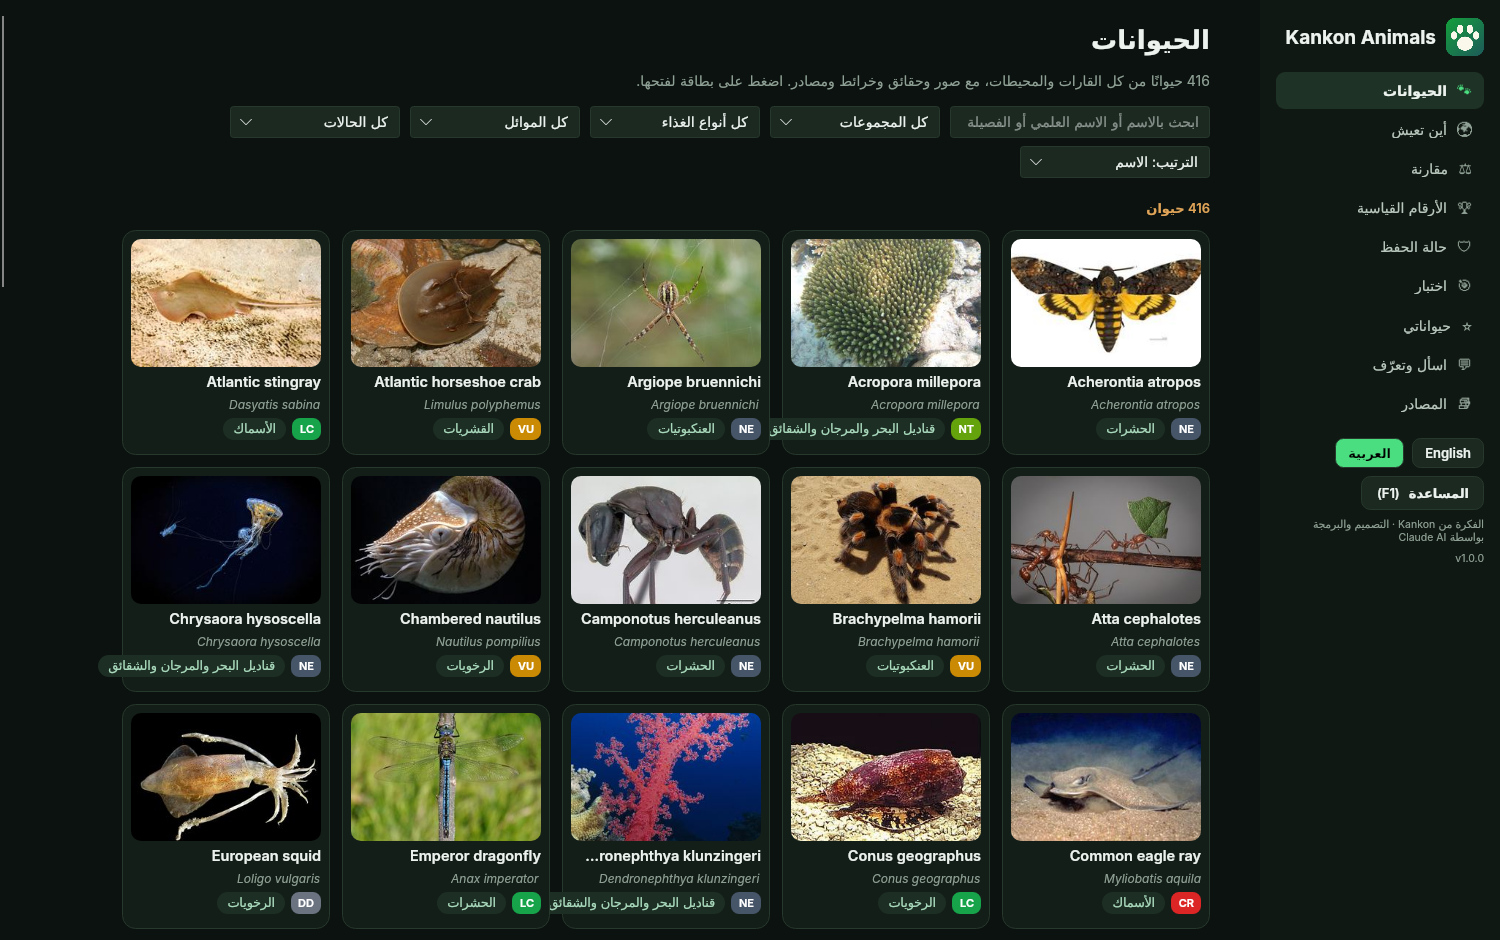 Kankon Animals
الحيوانات
أين تعيش
مقارنة
الأرقام القياسية
حالة الحفظ
اختبار
حيواناتي
اسأل وتعرّف
المصادر
English
العربية
المساعدة (F1)
الفكرة من Kankon · التصميم والبرمجة
بواسطة Claude AI
v1.0.0
الحيوانات
416 حيوانًا من كل القارات والمحيطات، مع صور وحقائق وخرائط ومصادر. اضغط على بطاقة لفتحها.
ابحث بالاسم أو الاسم العلمي أو الفصيلة
كل المجموعات
كل أنواع الغذاء
كل الموائل
كل الحالات
الترتيب: الاسم
416 حيوان
Acherontia atropos
Acherontia atropos
NE الحشرات
Acropora millepora
Acropora millepora
NT قناديل البحر والمرجان والشقائق
Argiope bruennichi
Argiope bruennichi
NE العنكبوتيات
Atlantic horseshoe crab
Limulus polyphemus
VU القشريات
Atlantic stingray
Dasyatis sabina
LC الأسماك
Atta cephalotes
Atta cephalotes
NE الحشرات
Brachypelma hamorii
Brachypelma hamorii
VU العنكبوتيات
Camponotus herculeanus
Camponotus herculeanus
NE الحشرات
Chambered nautilus
Nautilus pompilius
VU الرخويات
Chrysaora hysoscella
Chrysaora hysoscella
NE قناديل البحر والمرجان والشقائق
Common eagle ray
Myliobatis aquila
CR الأسماك
Conus geographus
Conus geographus
LC الرخويات
...ronephthya klunzingeri
Dendronephthya klunzingeri
NE قناديل البحر والمرجان والشقائق
Emperor dragonfly
Anax imperator
LC الحشرات
European squid
Loligo vulgaris
DD الرخويات